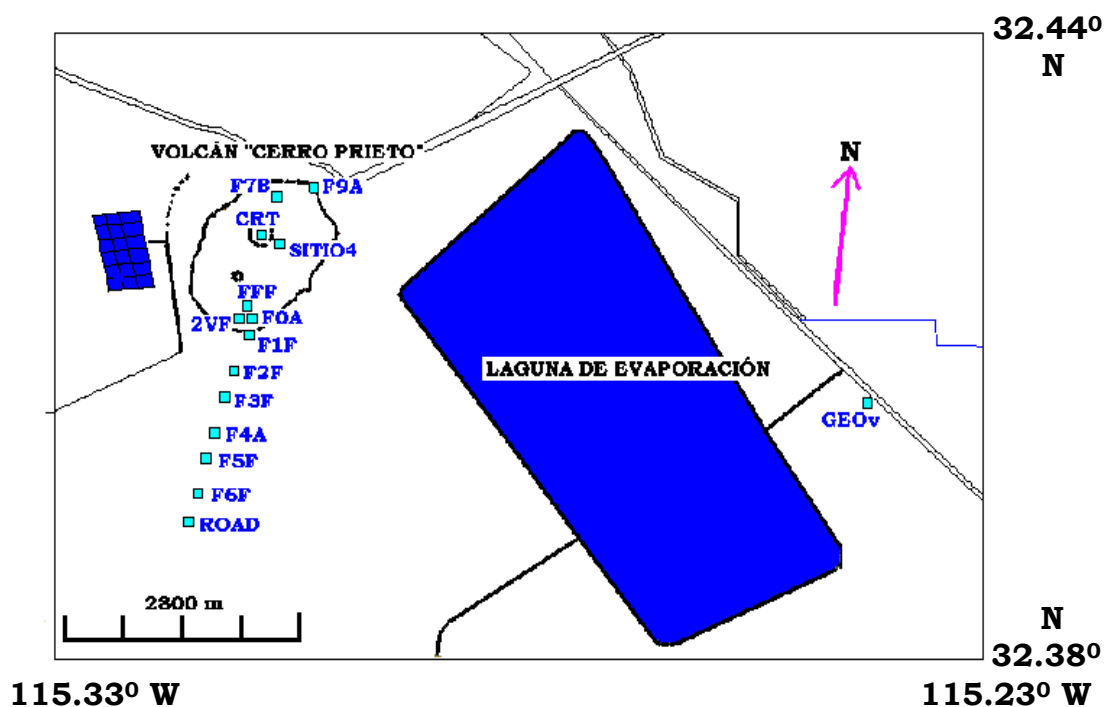 32.44⁰
N
VOLCÁN "CERRO PRIETO"
N
F7B
F9A
CRT
SITIO4
FFF
2VF
F0A
F1F
F2F
LAGUNA DE EVAPORACIÓN
F3F
GEOv
F4A
F5F
F6F
ROAD
2800 m
N
32.38⁰
115.33⁰ W
115.23⁰ W